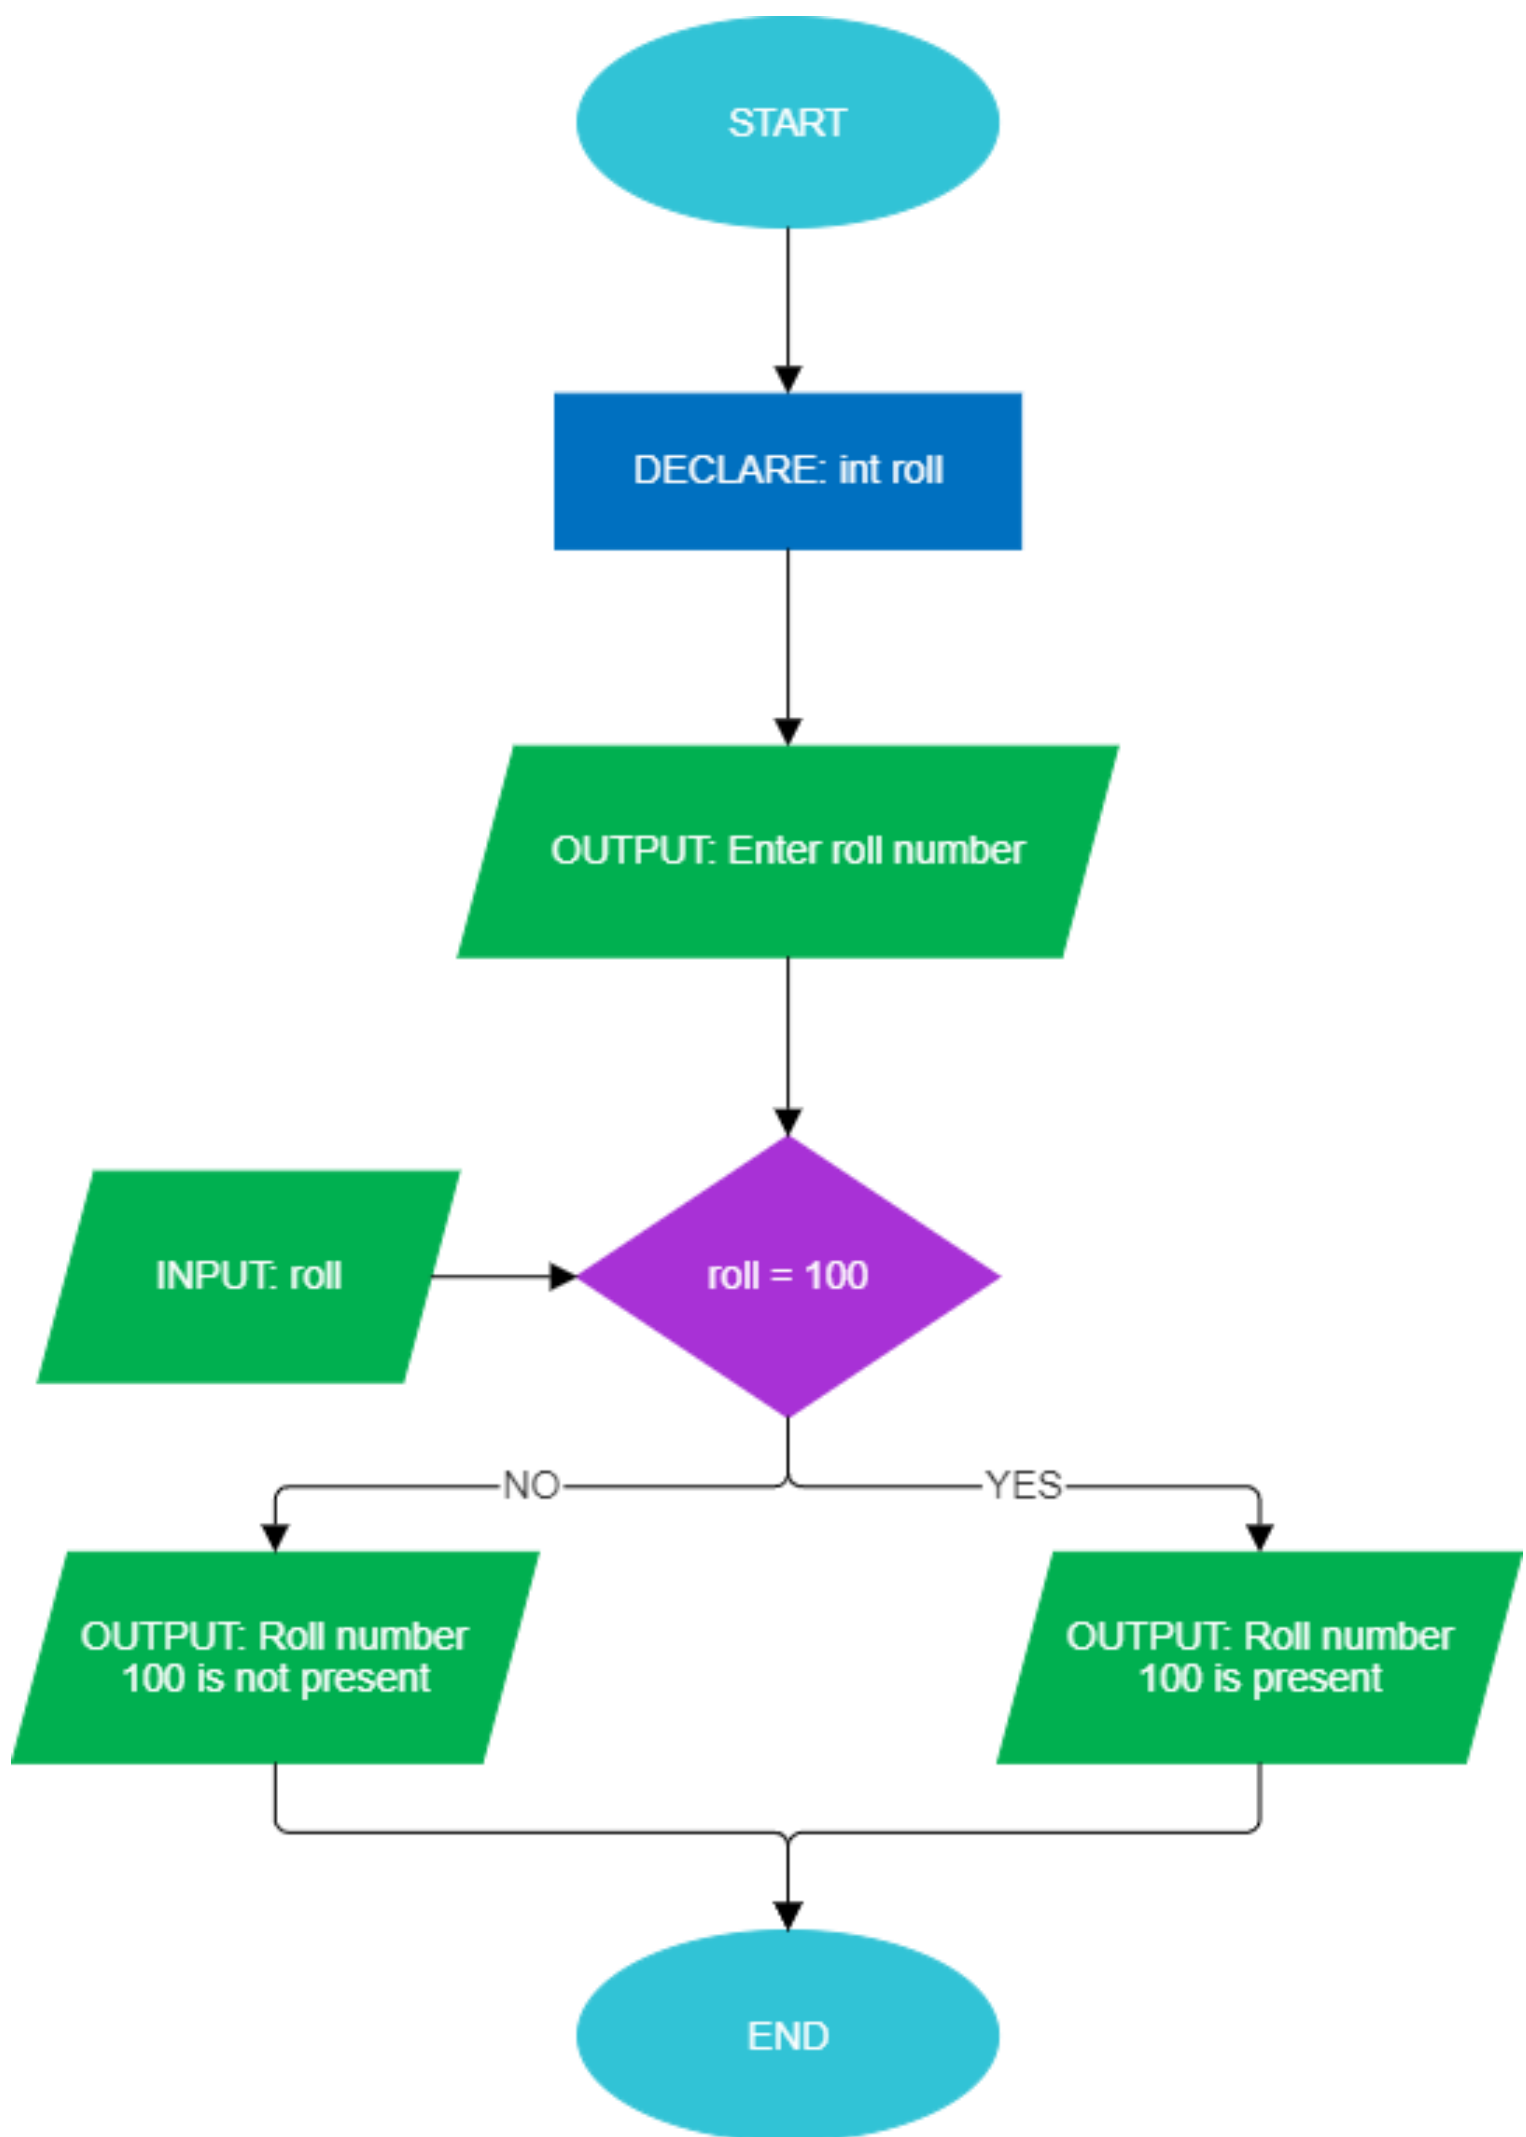 START
DECLARE: int roll
OUTPUT: Enter roll number
INPUT: roll
roll = 100
NO
YES
OUTPUT: Roll number
100 is not present
OUTPUT: Roll number
100 is present
END